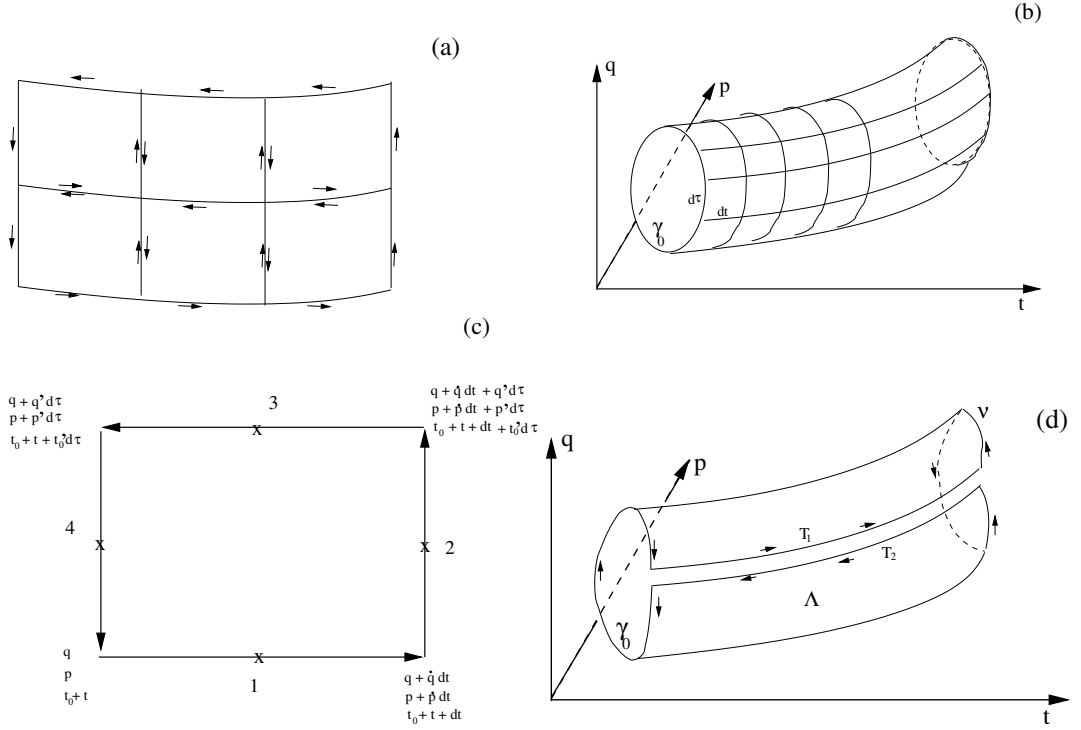 (a)
(b)
q
p
dτ
dt
γ₀
t
(c)
q + q’dτ
p + p’dτ
t₀ + t + t₀’dτ
3
q + q̇ dt + q’dτ
p + ṗ dt + p’dτ
t₀ + t + dt + t₀’dτ
4
2
q
p
t₀ + t
1
q + q̇ dt
p + ṗ dt
t₀ + t + dt
(d)
ν
q
p
T₁
T₂
Λ
γ₀
t